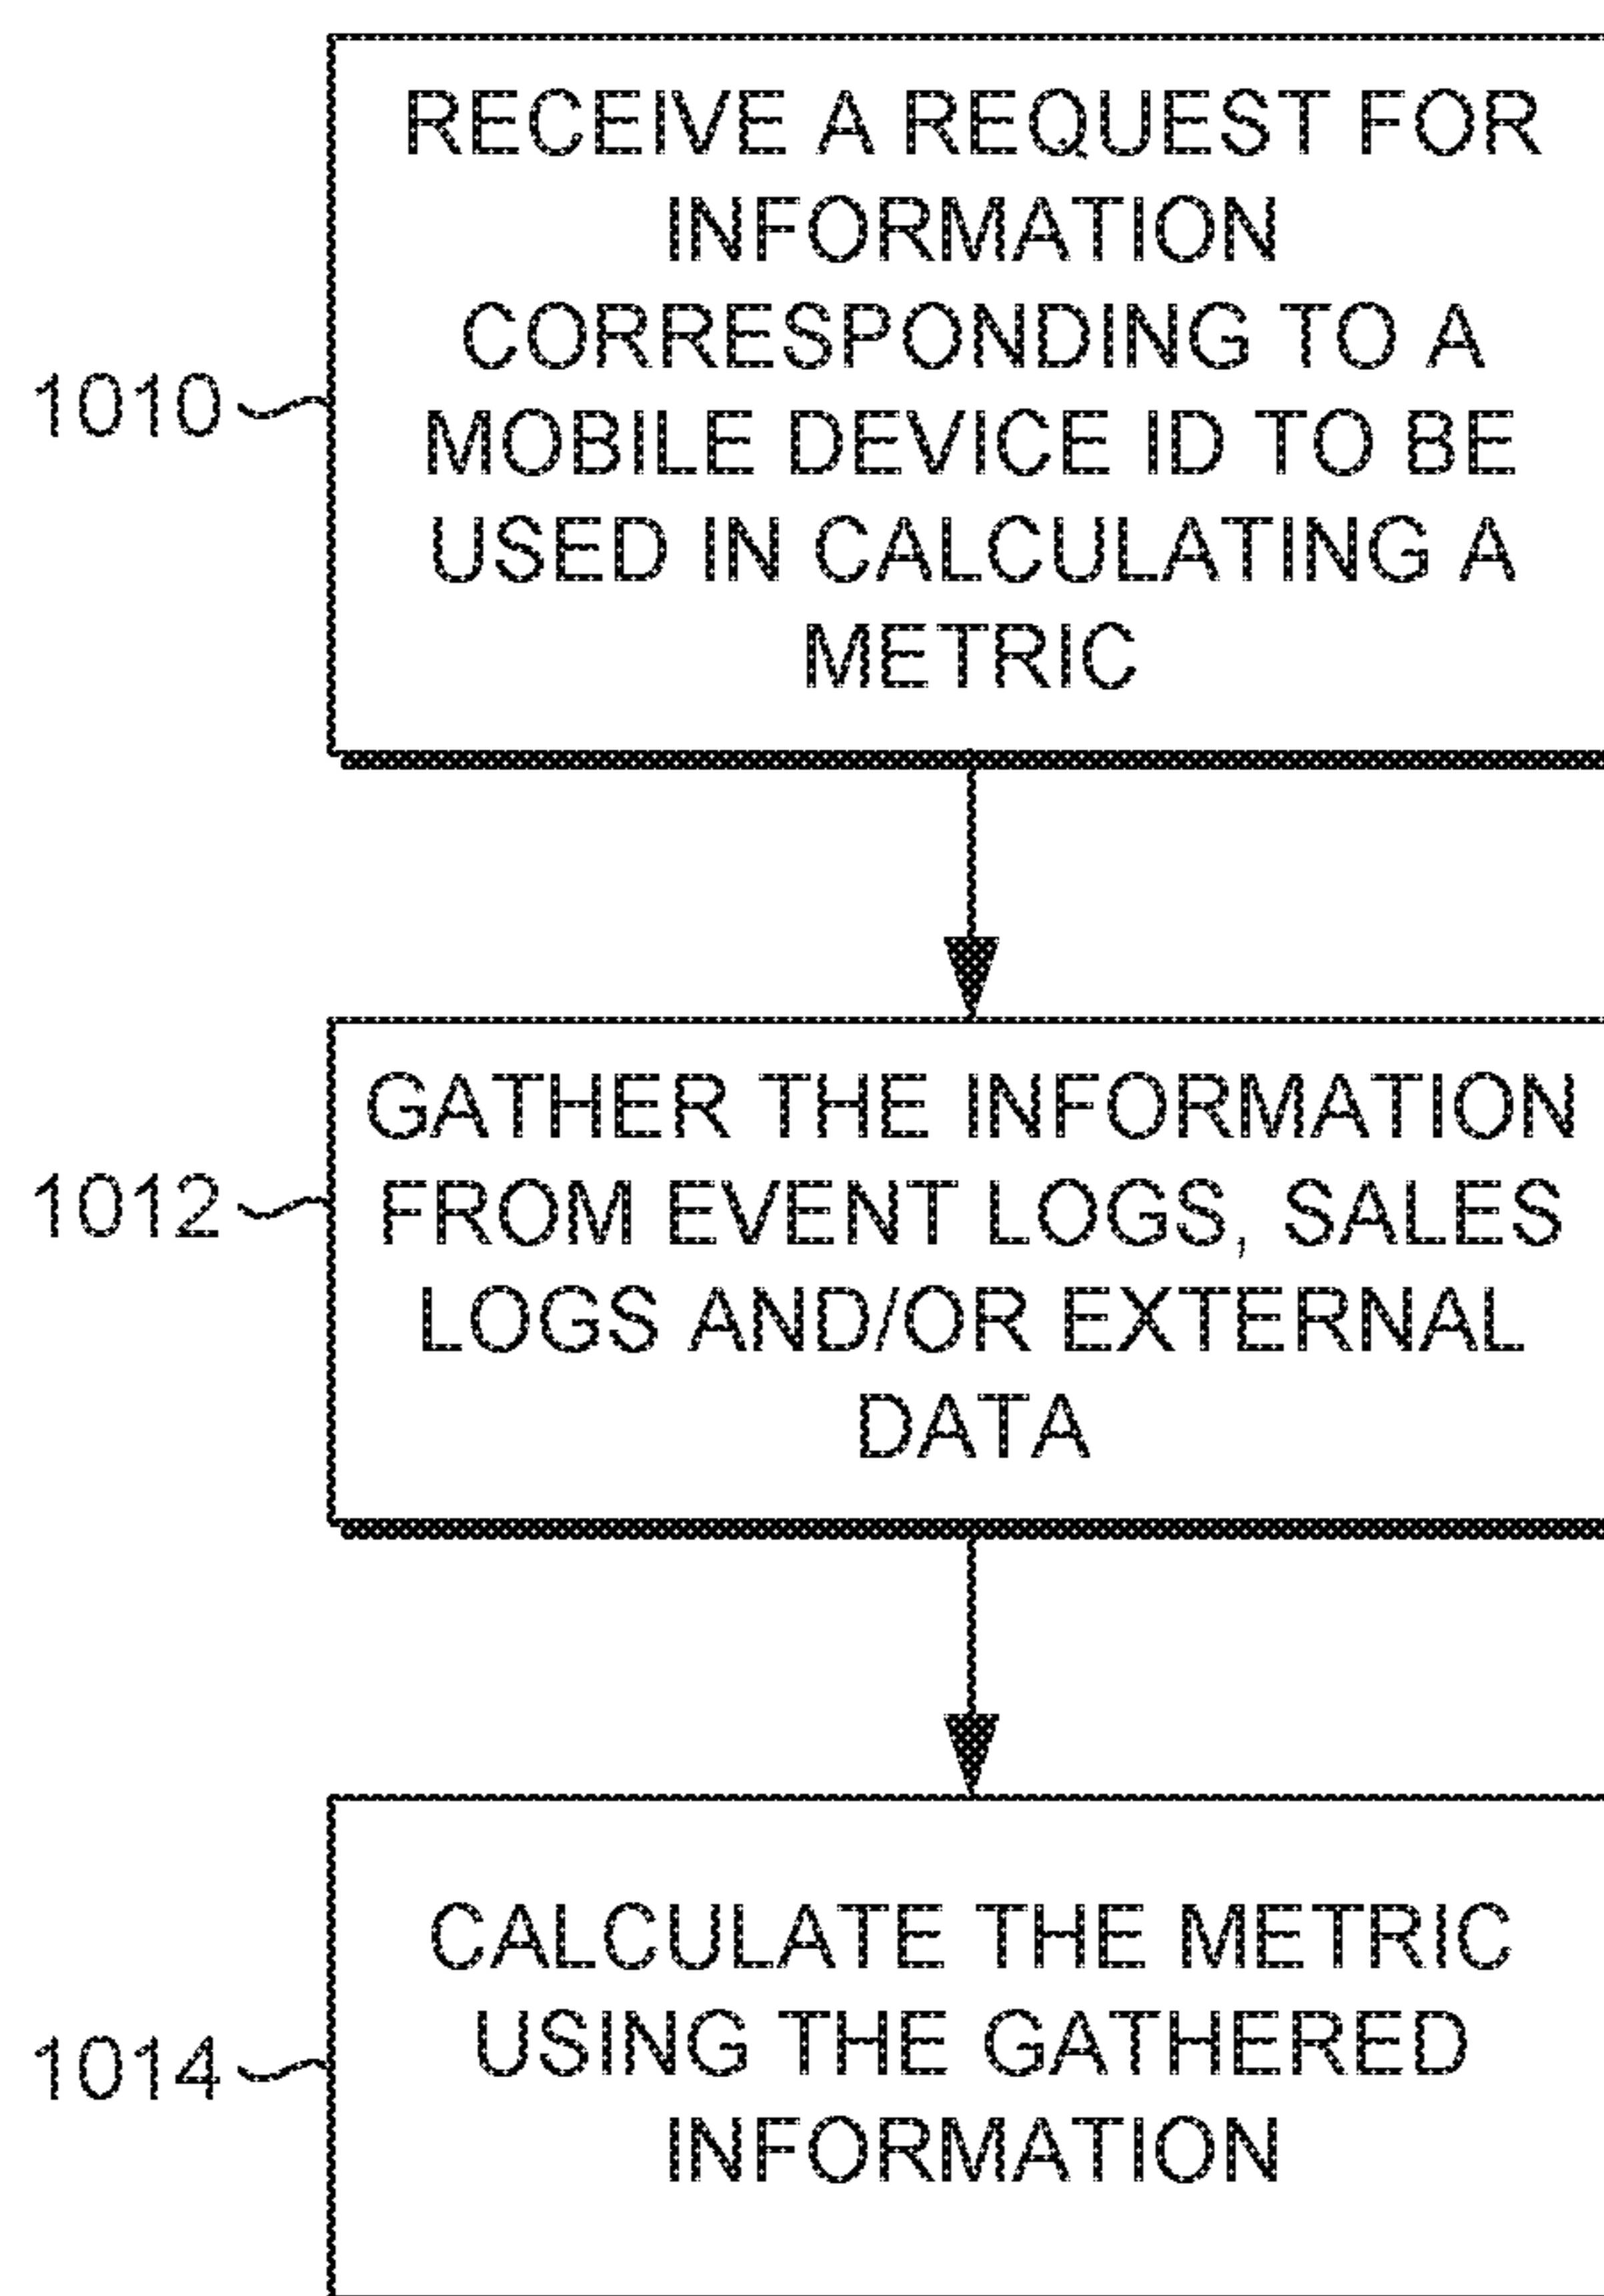 RECEIVE A REQUEST FOR
INFORMATION
CORRESPONDING TO A
1010
MOBILE DEVICE ID TO BE
USED IN CALCULATING A
METRIC
GATHER THE INFORMATION
1012
FROM EVENT LOGS, SALES
LOGS AND/OR EXTERNAL
DATA
CALCULATE THE METRIC
1014
USING THE GATHERED
INFORMATION